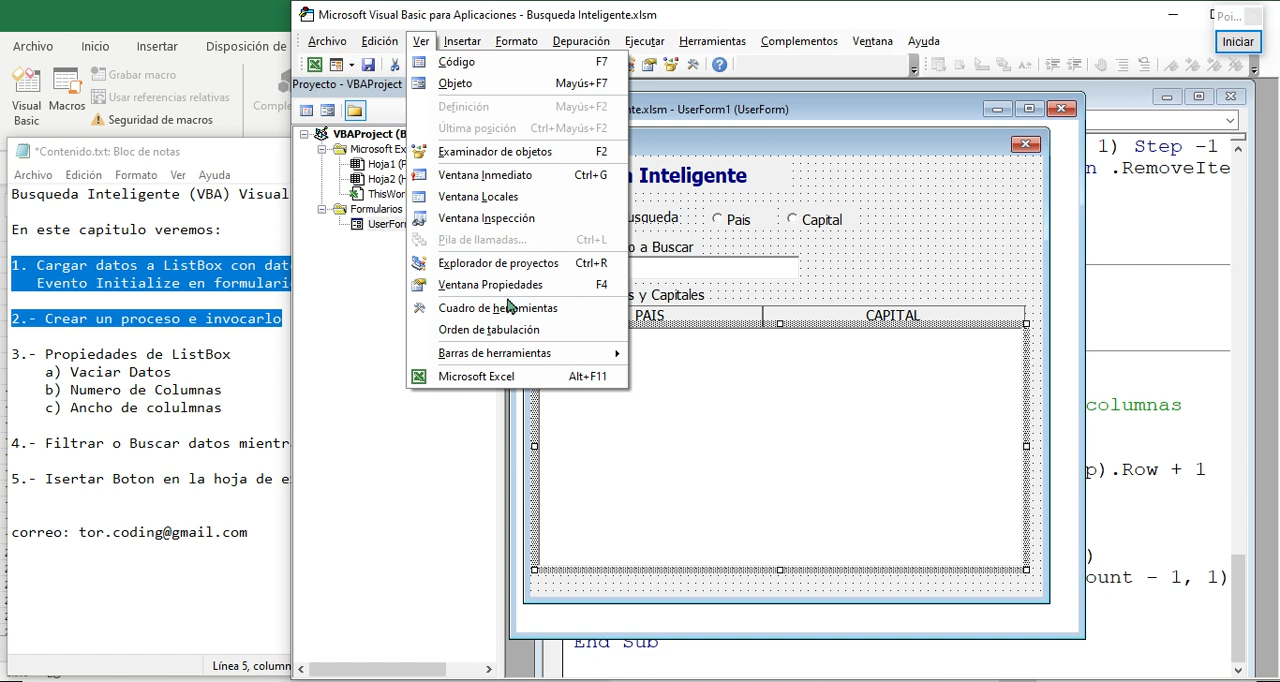 Microsoft Visual Basic para Aplicaciones - Busqueda Inteligente.xlsm
Poi...
Iniciar
Archivo Edición Ver Insertar Formato Depuración Ejecutar Herramientas Complementos Ventana Ayuda
Archivo Inicio Insertar Disposición de
Visual Basic
Macros
Grabar macro
Usar referencias relativas
Seguridad de macros
Comple
*Contenido.txt: Bloc de notas
Archivo Edición Formato Ver Ayuda
Busqueda Inteligente (VBA) Visual
En este capitulo veremos:
1. Cargar datos a ListBox con dat
Evento Initialize en formulari
2.- Crear un proceso e invocarlo
3.- Propiedades de ListBox
a) Vaciar Datos
b) Numero de Columnas
c) Ancho de colulmnas
4.- Filtrar o Buscar datos mientr
5.- Isertar Boton en la hoja de e
correo: tor.coding@gmail.com
Línea 5, column
Proyecto - VBAProject
VBAProject (B
Microsoft Ex
Hoja1 (P
Hoja2 (H
ThisWor
Formularios
UserFor
Código F7
Objeto Mayús+F7
Definición Mayús+F2
Última posición Ctrl+Mayús+F2
Examinador de objetos F2
Ventana Inmediato Ctrl+G
Ventana Locales
Ventana Inspección
Pila de llamadas... Ctrl+L
Explorador de proyectos Ctrl+R
Ventana Propiedades F4
Cuadro de herramientas
Orden de tabulación
Barras de herramientas
Microsoft Excel Alt+F11
te.xlsm - UserForm1 (UserForm)
Inteligente
usqueda: Pais Capital
o a Buscar
s y Capitales
PAIS CAPITAL
1) Step -1
n .RemoveIte
columnas
p).Row + 1
)
ount - 1, 1)
End Sub